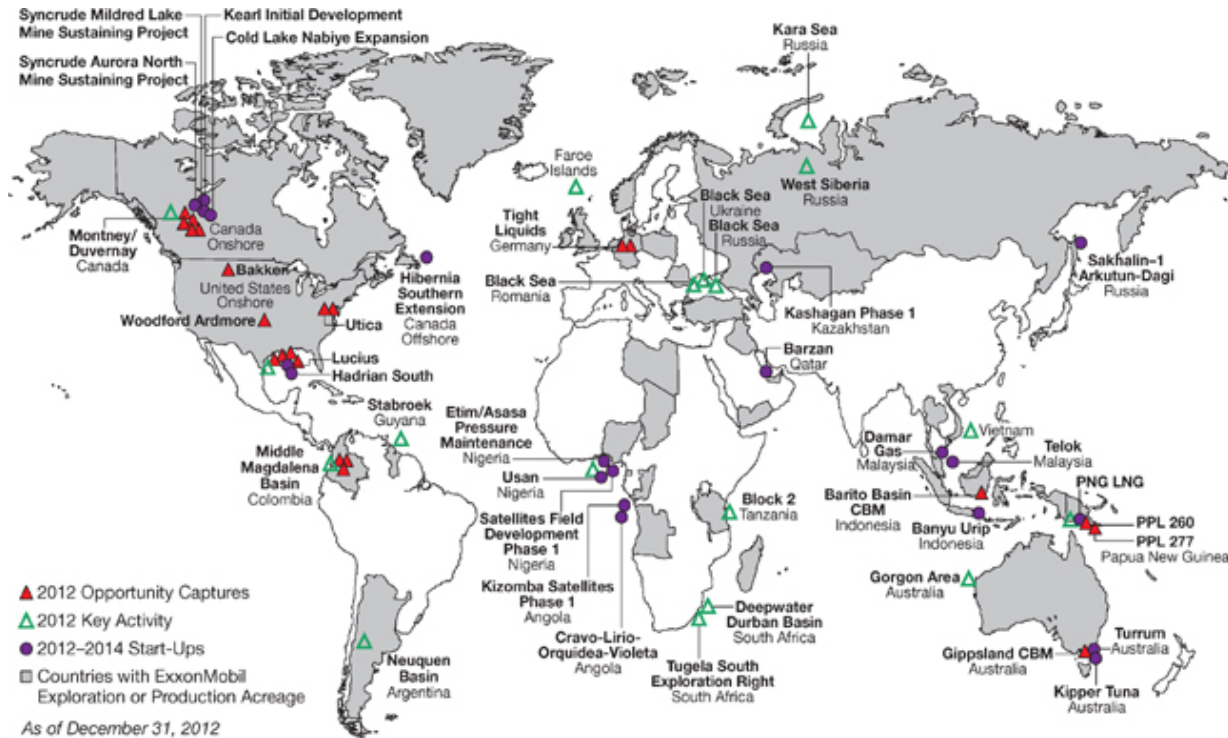 Syncrude Mildred Lake
Mine Sustaining Project
Kearl Initial Development
Cold Lake Nabiye Expansion
Syncrude Aurora North
Mine Sustaining Project
Kara Sea
Russia
Faroe
Islands
West Siberia
Russia
Black Sea
Ukraine
Black Sea
Russia
Tight
Liquids
Germany
Black Sea
Romania
Canada
Onshore
Montney/
Duvernay
Canada
Bakken
United States
Onshore
Hibernia
Southern
Extension
Canada
Offshore
Woodford Ardmore
Utica
Lucius
Hadrian South
Sakhalin–1
Arkutun-Dagi
Russia
Kashagan Phase 1
Kazakhstan
Barzan
Qatar
Stabroek
Guyana
Etim/Asasa
Pressure
Maintenance
Nigeria
Middle
Magdalena
Basin
Colombia
Usan
Nigeria
Satellites Field
Development
Phase 1
Nigeria
Kizomba Satellites
Phase 1
Angola
Cravo-Lirio-
Orquidea-Violeta
Angola
Block 2
Tanzania
Vietnam
Damar
Gas
Malaysia
Telok
Malaysia
PNG LNG
Barito Basin
CBM
Indonesia
Banyu Urip
Indonesia
PPL 260
PPL 277
Papua New Guinea
Gorgon Area
Australia
Deepwater
Durban Basin
South Africa
Tugela South
Exploration Right
South Africa
Neuquen
Basin
Argentina
Gippsland CBM
Australia
Turrum
Australia
Kipper Tuna
Australia
2012 Opportunity Captures
2012 Key Activity
2012–2014 Start-Ups
Countries with ExxonMobil
Exploration or Production Acreage
As of December 31, 2012